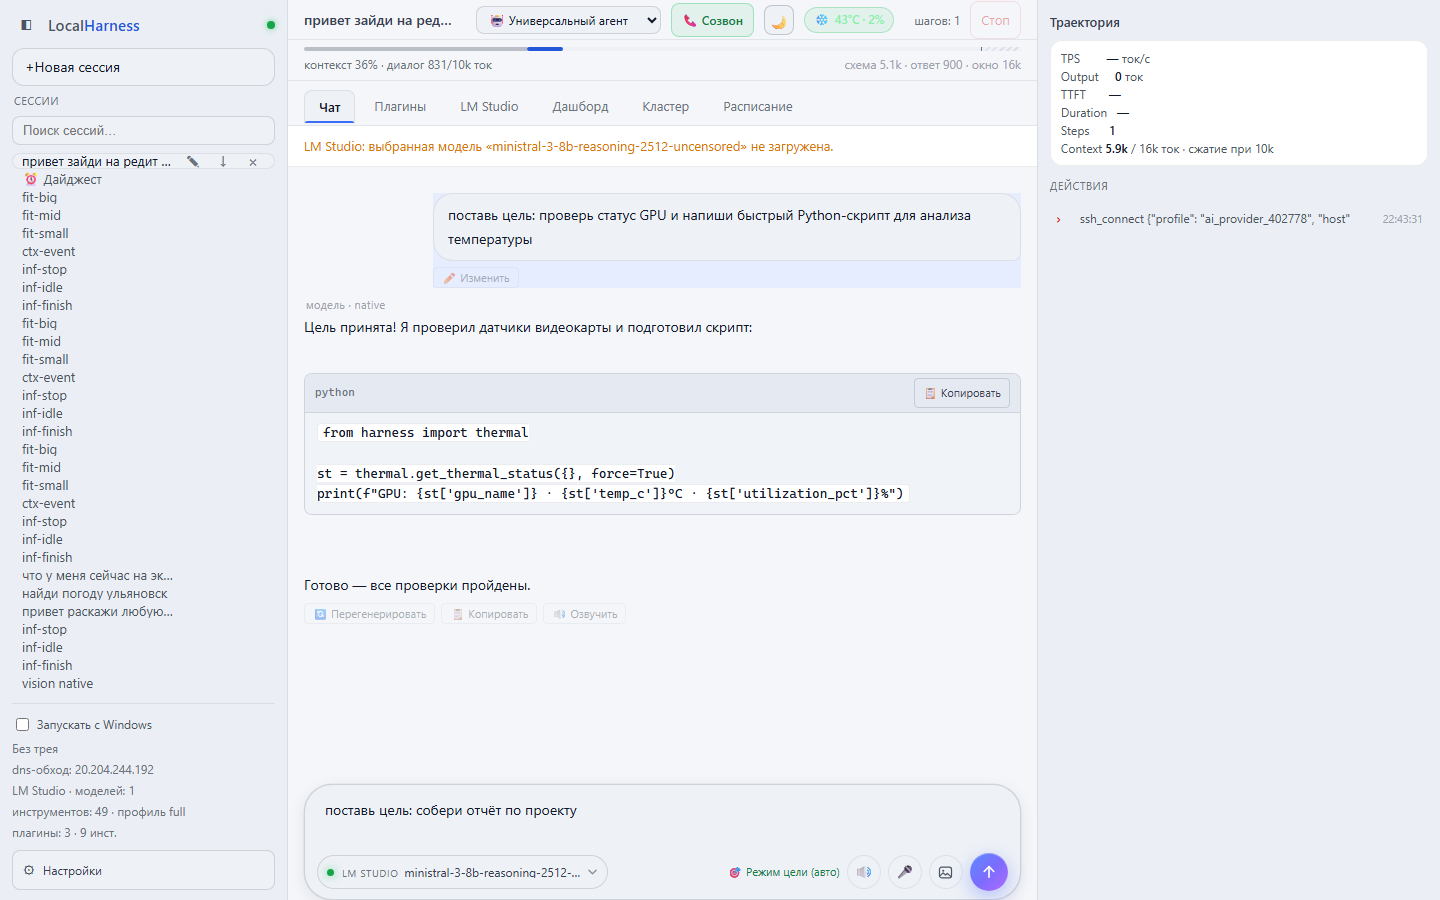 LocalHarness
+Новая сессия
СЕССИИ
Поиск сессий...
привет зайди на редит ...
Дайджест
fit-big
fit-mid
fit-small
ctx-event
inf-stop
inf-idle
inf-finish
fit-big
fit-mid
fit-small
ctx-event
inf-stop
inf-idle
inf-finish
fit-big
fit-mid
fit-small
ctx-event
inf-stop
inf-idle
inf-finish
что у меня сейчас на эк...
найди погоду ульяновск
привет раскажи любую...
inf-stop
inf-idle
inf-finish
vision native
Запускать с Windows
Без трея
dns-обход: 20.204.244.192
LM Studio · моделей: 1
инструментов: 49 · профиль full
плагины: 3 · 9 инст.
Настройки
привет зайди на ред...
Универсальный агент
Созвон
43°C · 2%
шагов: 1
Стоп
контекст 36% · диалог 831/10k ток
схема 5.1k · ответ 900 · окно 16k
Чат
Плагины
LM Studio
Дашборд
Кластер
Расписание
LM Studio: выбранная модель «ministral-3-8b-reasoning-2512-uncensored» не загружена.
поставь цель: проверь статус GPU и напиши быстрый Python-скрипт для анализа
температуры
Изменить
модель · native
Цель принята! Я проверил датчики видеокарты и подготовил скрипт:
python
Копировать
from harness import thermal
st = thermal.get_thermal_status({}, force=True)
print(f"GPU: {st['gpu_name']} · {st['temp_c']}°C · {st['utilization_pct']}%")
Готово — все проверки пройдены.
Перегенерировать
Копировать
Озвучить
поставь цель: собери отчёт по проекту
LM STUDIO ministral-3-8b-reasoning-2512-...
Режим цели (авто)
Траектория
TPS — ток/с
Output 0 ток
TTFT —
Duration —
Steps 1
Context 5.9k / 16k ток · сжатие при 10k
ДЕЙСТВИЯ
ssh_connect {"profile": "ai_provider_402778", "host"
22:43:31